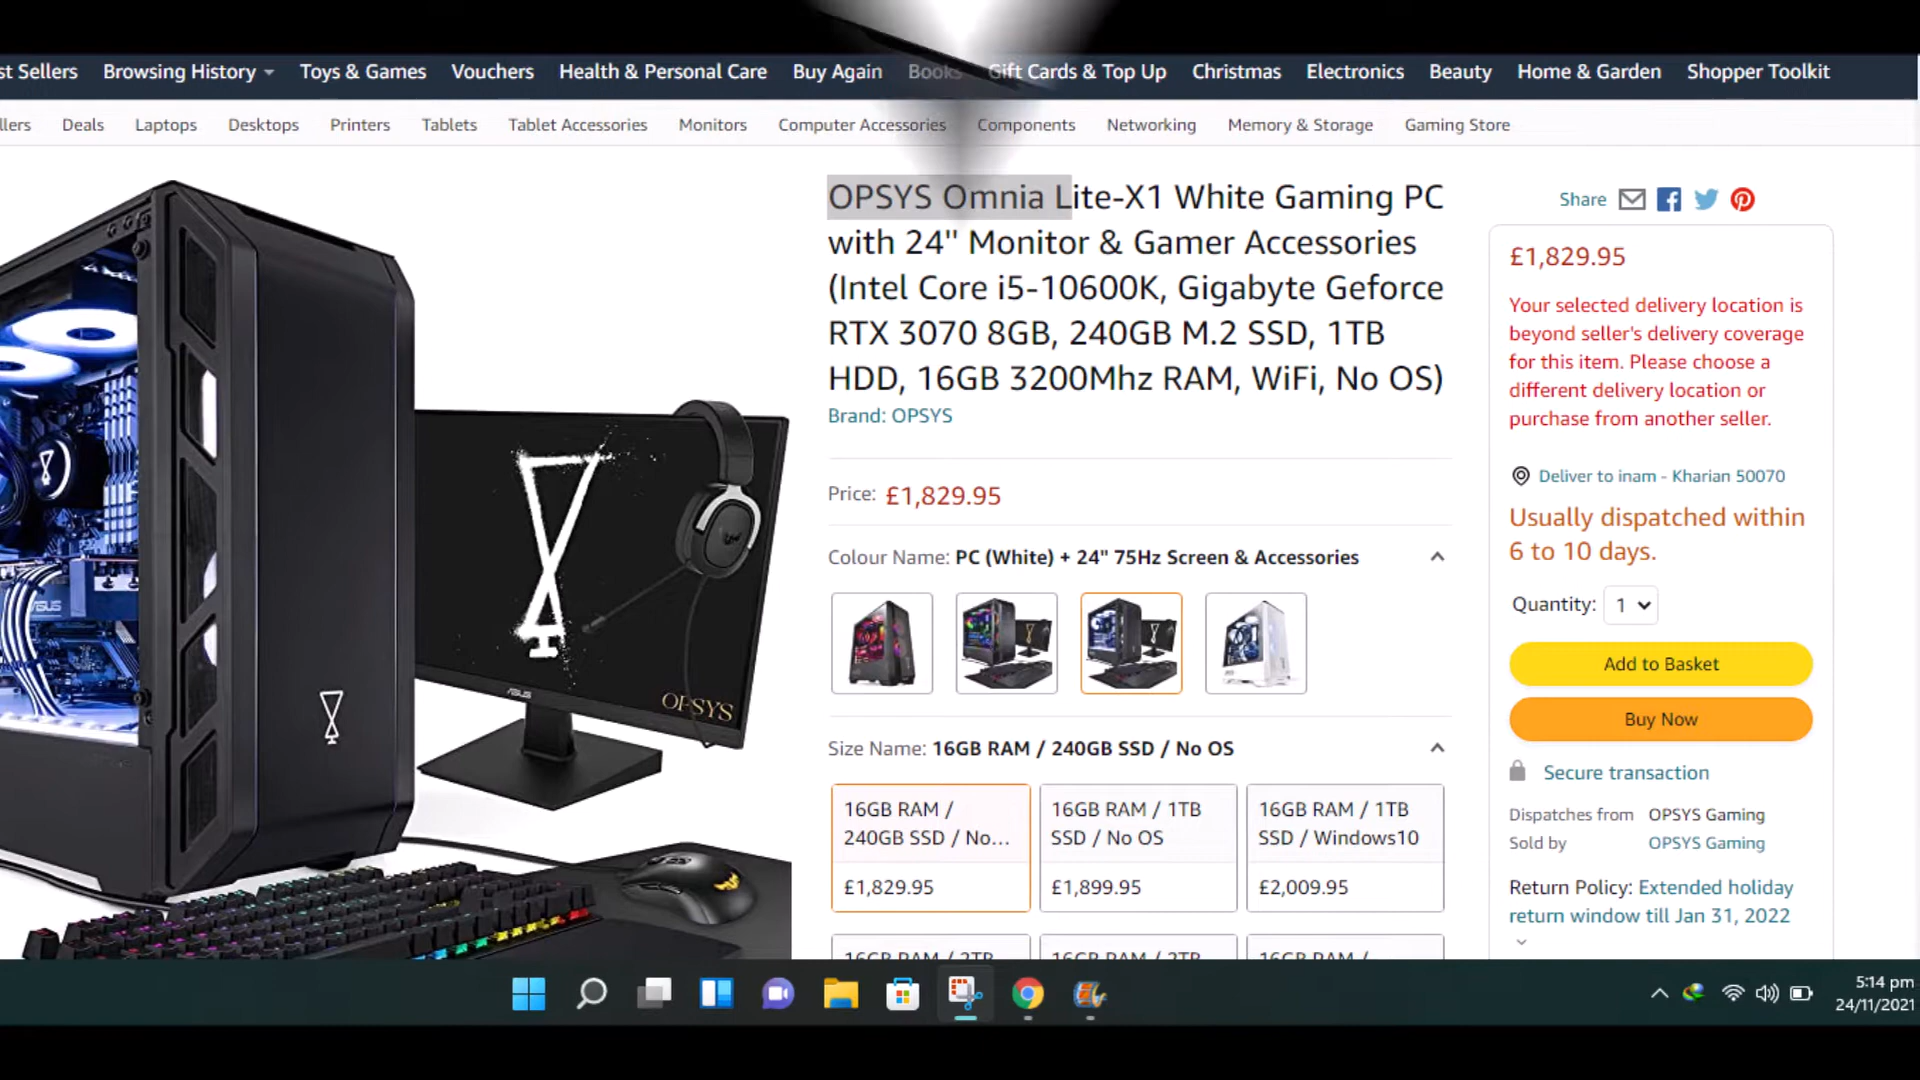 st Sellers Browsing History Toys & Games Vouchers Health & Personal Care Buy Again Books Gift Cards & Top Up Christmas Electronics Beauty Home & Garden Shopper Toolkit
llers Deals Laptops Desktops Printers Tablets Tablet Accessories Monitors Computer Accessories Components Networking Memory & Storage Gaming Store
OPSYS Omnia Lite-X1 White Gaming PC
with 24" Monitor & Gamer Accessories
(Intel Core i5-10600K, Gigabyte Geforce
RTX 3070 8GB, 240GB M.2 SSD, 1TB
HDD, 16GB 3200Mhz RAM, WiFi, No OS)
Brand: OPSYS
Price: £1,829.95
Colour Name: PC (White) + 24" 75Hz Screen & Accessories
Size Name: 16GB RAM / 240GB SSD / No OS
16GB RAM /
240GB SSD / No...
£1,829.95
16GB RAM / 1TB
SSD / No OS
£1,899.95
16GB RAM / 1TB
SSD / Windows10
£2,009.95
16GB RAM / 2TB
16GB RAM / 2TB
16GB RAM /
Share
£1,829.95
Your selected delivery location is
beyond seller's delivery coverage
for this item. Please choose a
different delivery location or
purchase from another seller.
Deliver to inam - Kharian 50070
Usually dispatched within
6 to 10 days.
Quantity: 1
Add to Basket
Buy Now
Secure transaction
Dispatches from OPSYS Gaming
Sold by OPSYS Gaming
Return Policy: Extended holiday
return window till Jan 31, 2022
ASUS
ASUS
OPSYS
5:14 pm
24/11/2021